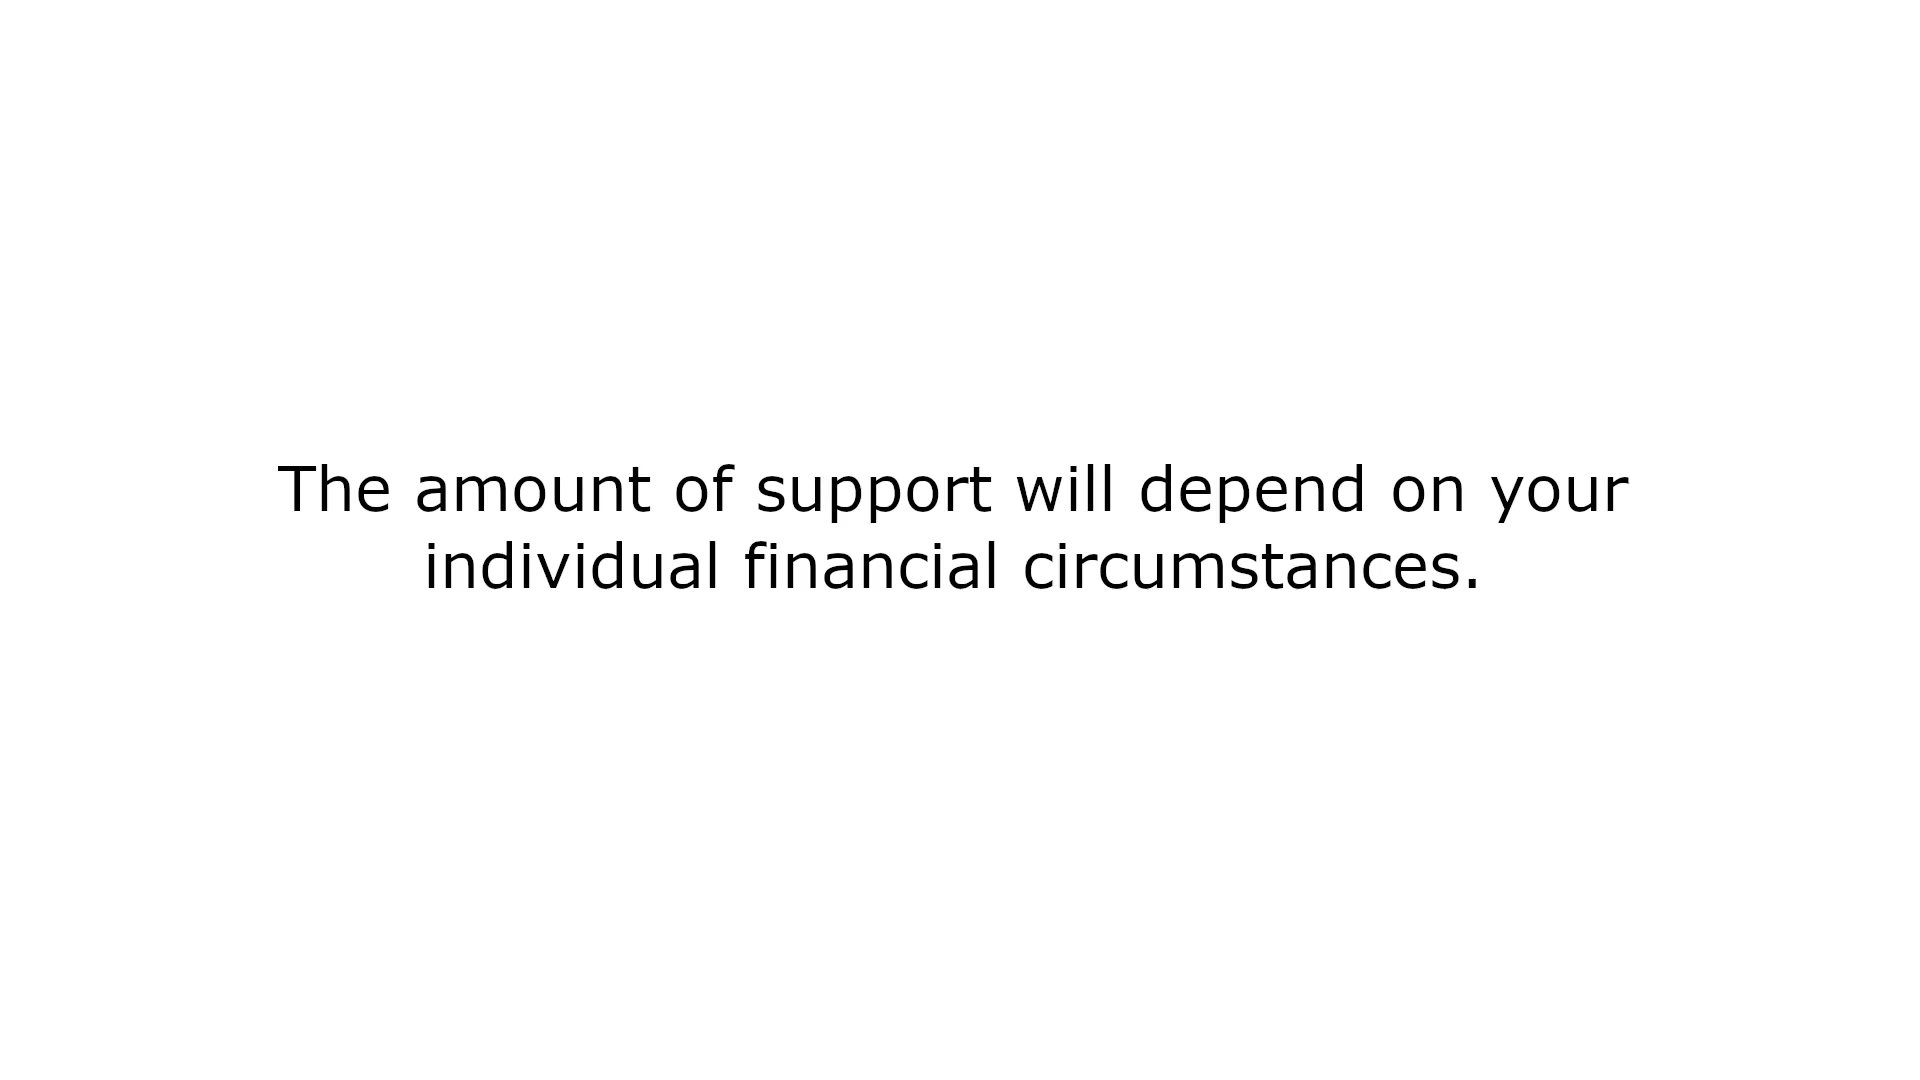 The amount of support will depend on your
individual financial circumstances.